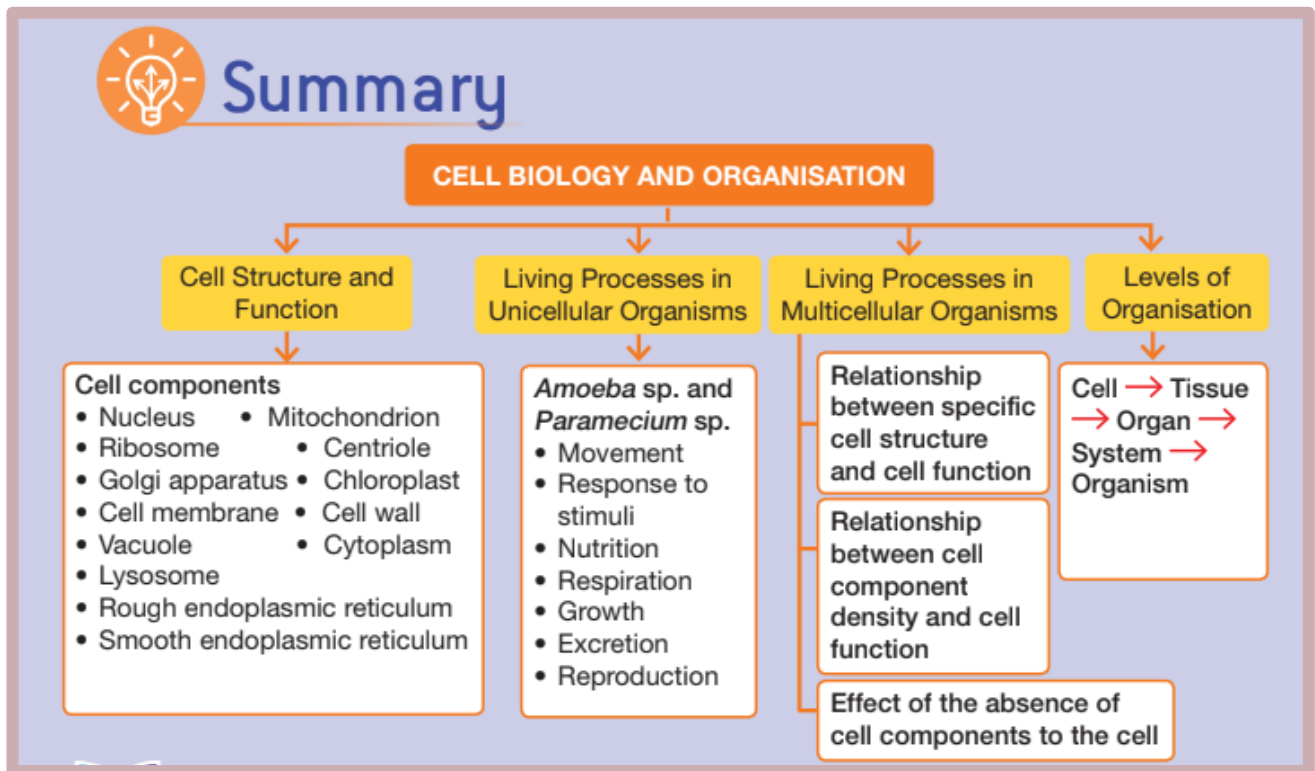 Summary
CELL BIOLOGY AND ORGANISATION
Cell Structure and
Function
Cell components
• Nucleus • Mitochondrion
• Ribosome • Centriole
• Golgi apparatus • Chloroplast
• Cell membrane • Cell wall
• Vacuole • Cytoplasm
• Lysosome
• Rough endoplasmic reticulum
• Smooth endoplasmic reticulum
Living Processes in
Unicellular Organisms
Amoeba sp. and
Paramecium sp.
• Movement
• Response to
stimuli
• Nutrition
• Respiration
• Growth
• Excretion
• Reproduction
Living Processes in
Multicellular Organisms
Relationship
between specific
cell structure
and cell function
Relationship
between cell
component
density and cell
function
Effect of the absence of
cell components to the cell
Levels of
Organisation
Cell → Tissue
→ Organ →
System →
Organism